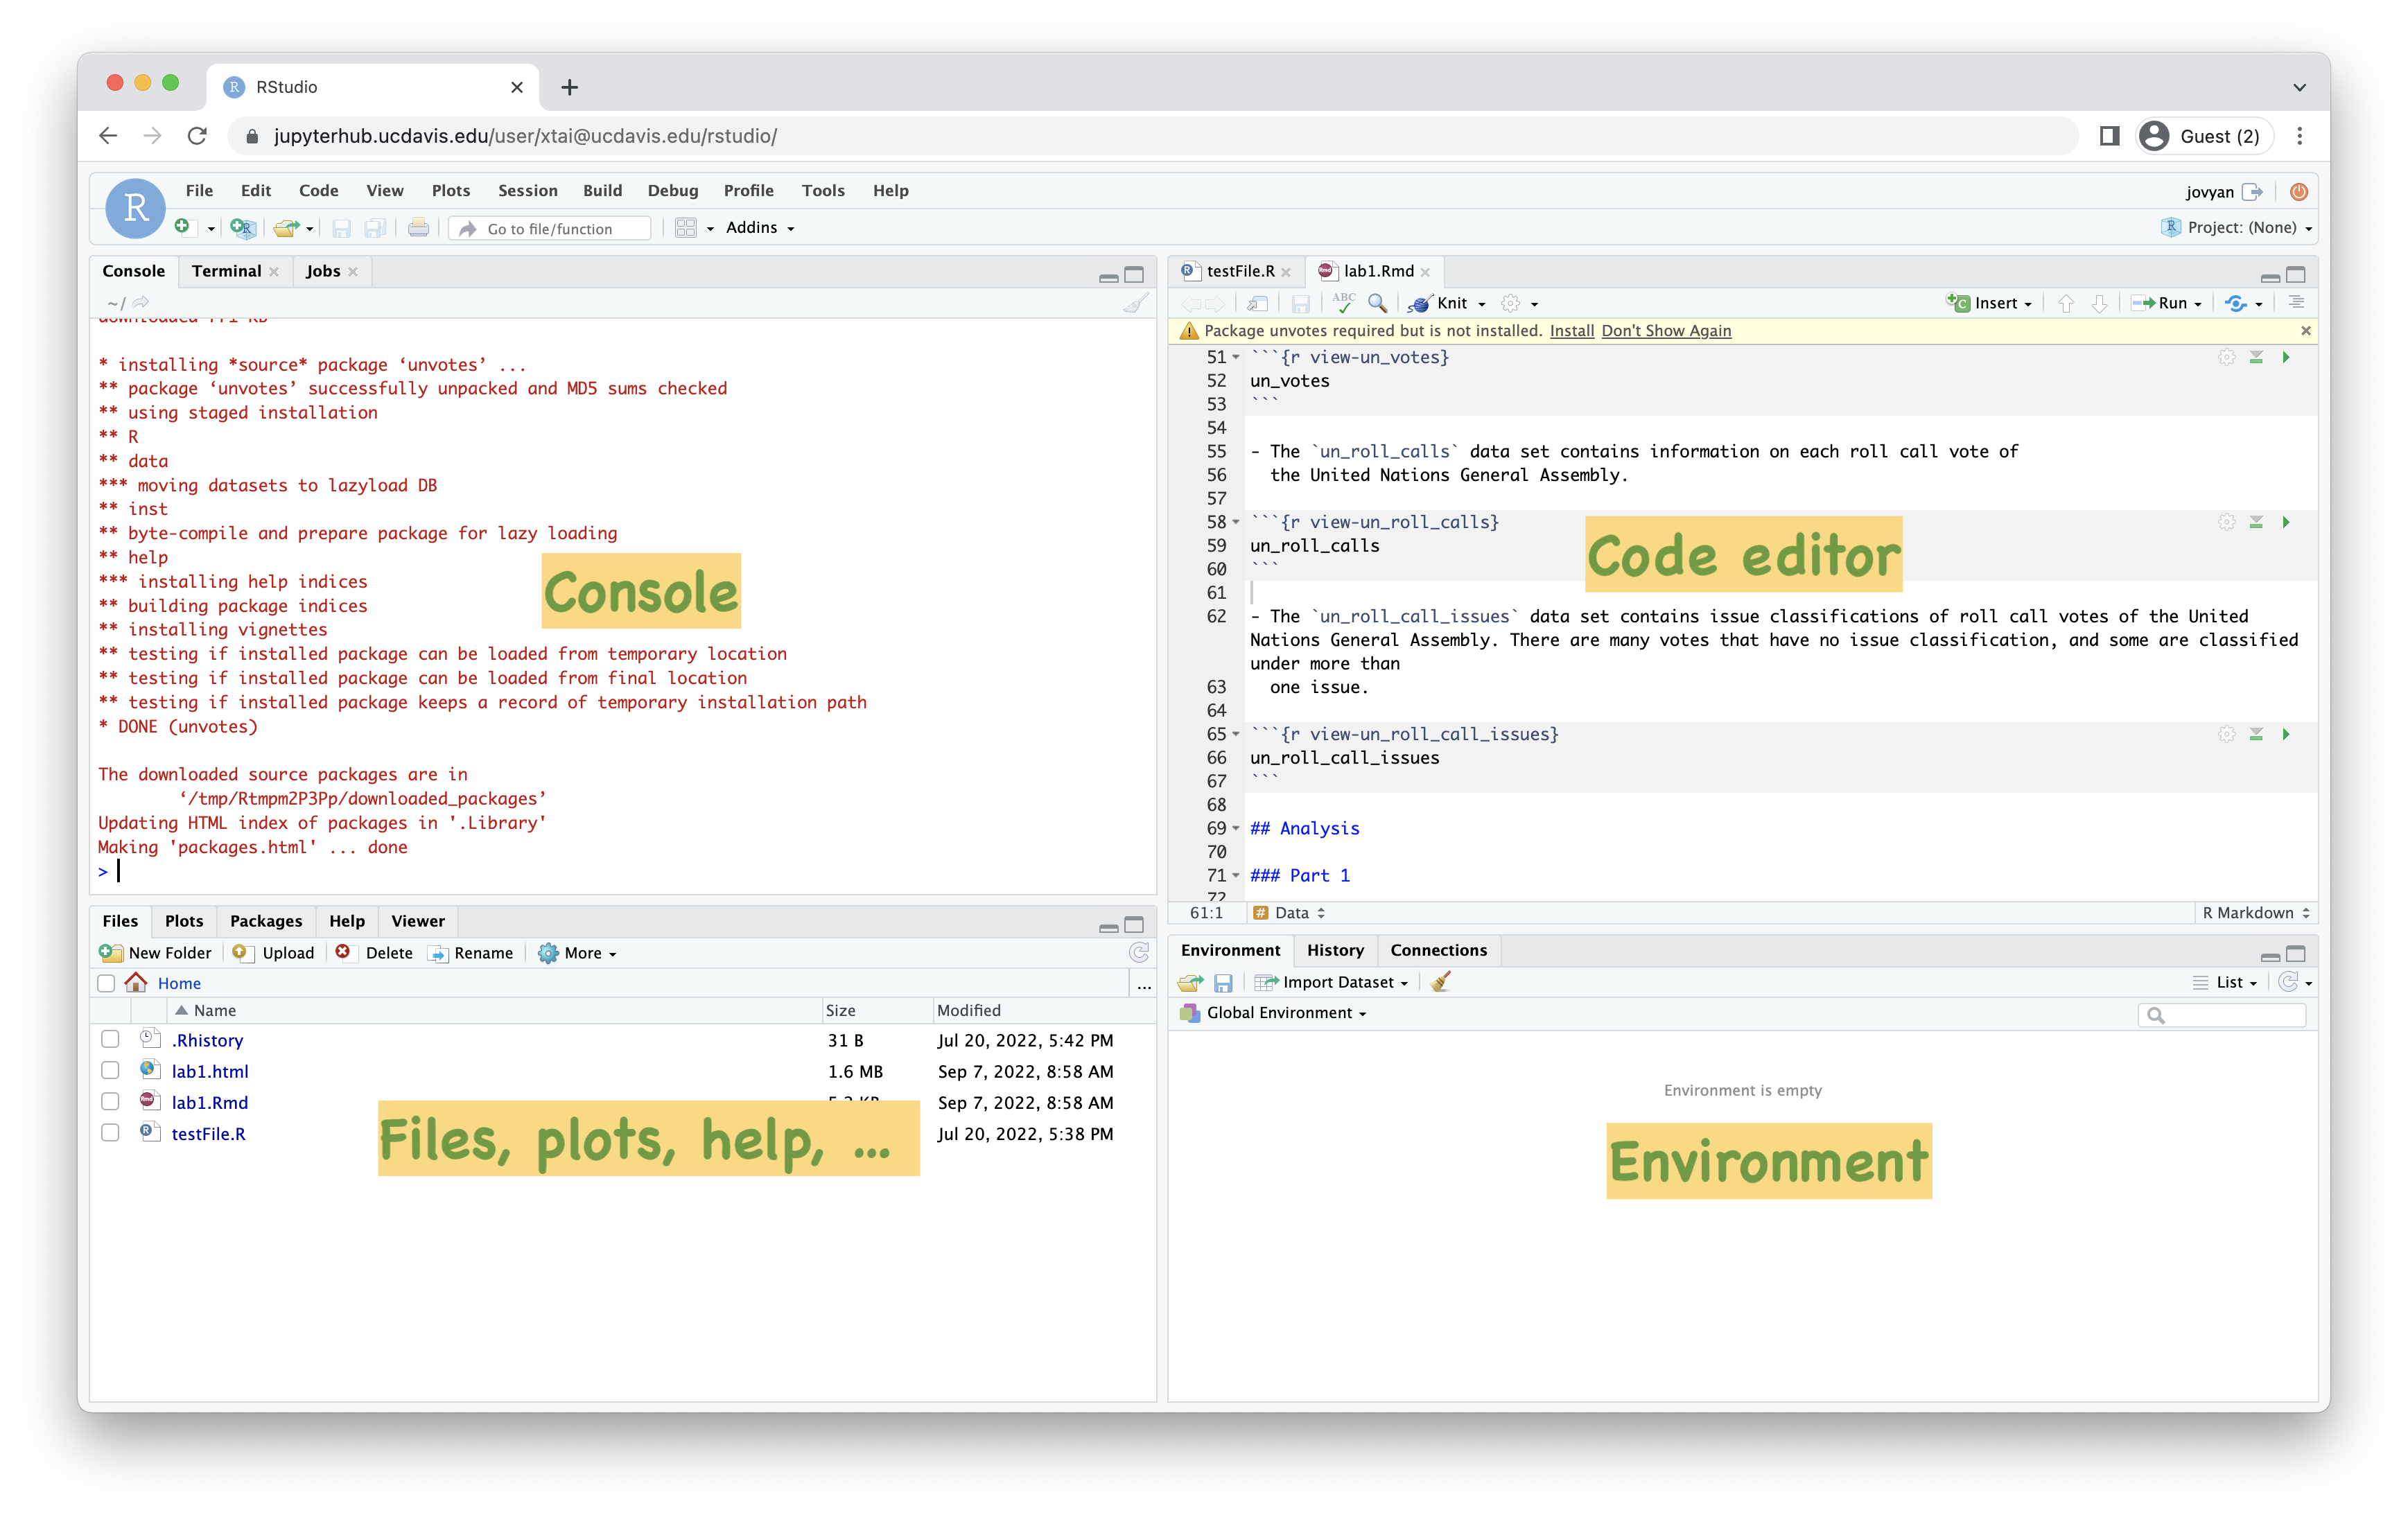 RStudio
jupyterhub.ucdavis.edu/user/xtai@ucdavis.edu/rstudio/
Guest (2)
R
File Edit Code View Plots Session Build Debug Profile Tools Help
jovyan
Go to file/function
Addins
Project: (None)
Console Terminal Jobs
~/
* installing *source* package ‘unvotes’ ...
** package ‘unvotes’ successfully unpacked and MD5 sums checked
** using staged installation
** R
** data
*** moving datasets to lazyload DB
** inst
** byte-compile and prepare package for lazy loading
** help
*** installing help indices
** building package indices
** installing vignettes
** testing if installed package can be loaded from temporary location
** testing if installed package can be loaded from final location
** testing if installed package keeps a record of temporary installation path
* DONE (unvotes)
The downloaded source packages are in
‘/tmp/Rtmpm2P3Pp/downloaded_packages’
Updating HTML index of packages in '.Library'
Making 'packages.html' ... done
>
Console
testFile.R lab1.Rmd
ABC Knit Insert Run
Package unvotes required but is not installed. Install Don't Show Again
51 ```{r view-un_votes}
52 un_votes
53 ```
54
55 - The `un_roll_calls` data set contains information on each roll call vote of
56 the United Nations General Assembly.
57
58 ```{r view-un_roll_calls}
59 un_roll_calls
60 ```
61
62 - The `un_roll_call_issues` data set contains issue classifications of roll call votes of the United
Nations General Assembly. There are many votes that have no issue classification, and some are classified
under more than
63 one issue.
64
65 ```{r view-un_roll_call_issues}
66 un_roll_call_issues
67 ```
68
69 ## Analysis
70
71 ### Part 1
72
Code editor
61:1 # Data R Markdown
Files Plots Packages Help Viewer
New Folder Upload Delete Rename More
Home ...
Name Size Modified
.Rhistory 31 B Jul 20, 2022, 5:42 PM
lab1.html 1.6 MB Sep 7, 2022, 8:58 AM
lab1.Rmd Sep 7, 2022, 8:58 AM
testFile.R Jul 20, 2022, 5:38 PM
Files, plots, help, ...
Environment History Connections
Import Dataset List
Global Environment
Environment is empty
Environment